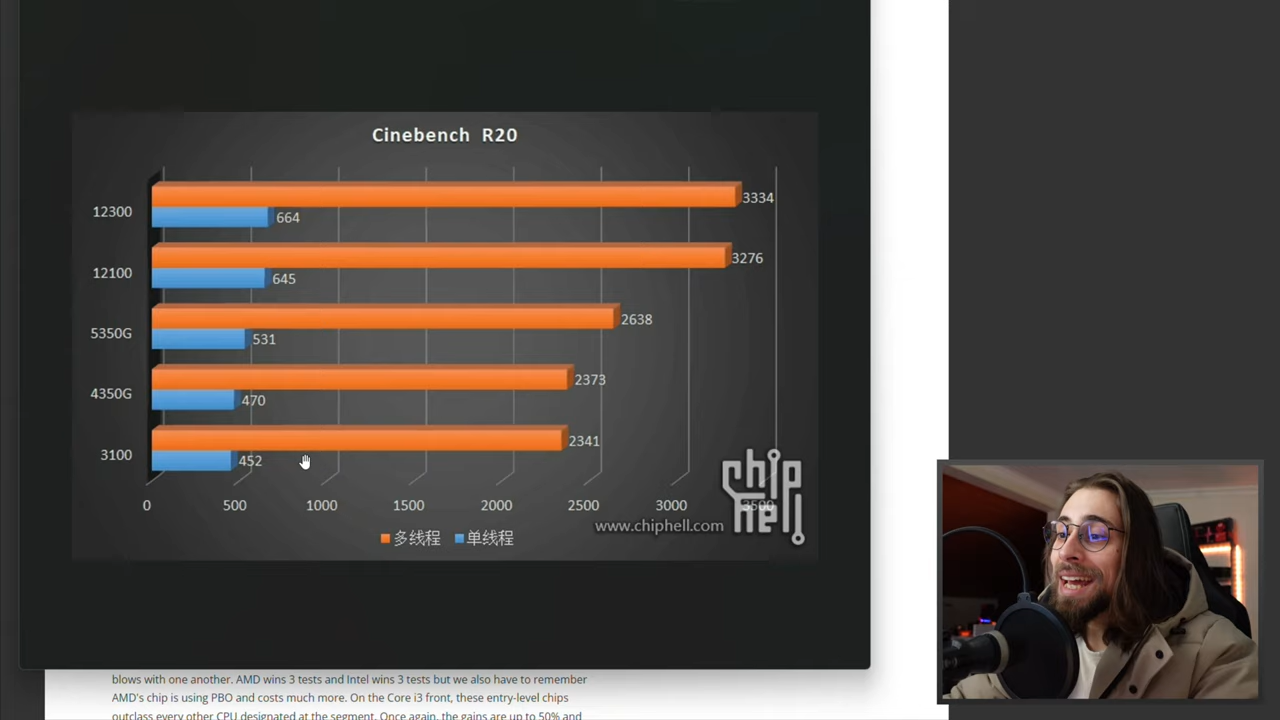 Cinebench R20
12300
3334
664
12100
3276
645
5350G
2638
531
4350G
2373
470
3100
2341
452
0 500 1000 1500 2000 2500 3000 3500
多线程 单线程
chip hell
www.chiphell.com
blows with one another. AMD wins 3 tests and Intel wins 3 tests but we also have to remember
AMD's chip is using PBO and costs much more. On the Core i3 front, these entry-level chips
outclass every other CPU designated at the segment. Once again, the gains are up to 50% and